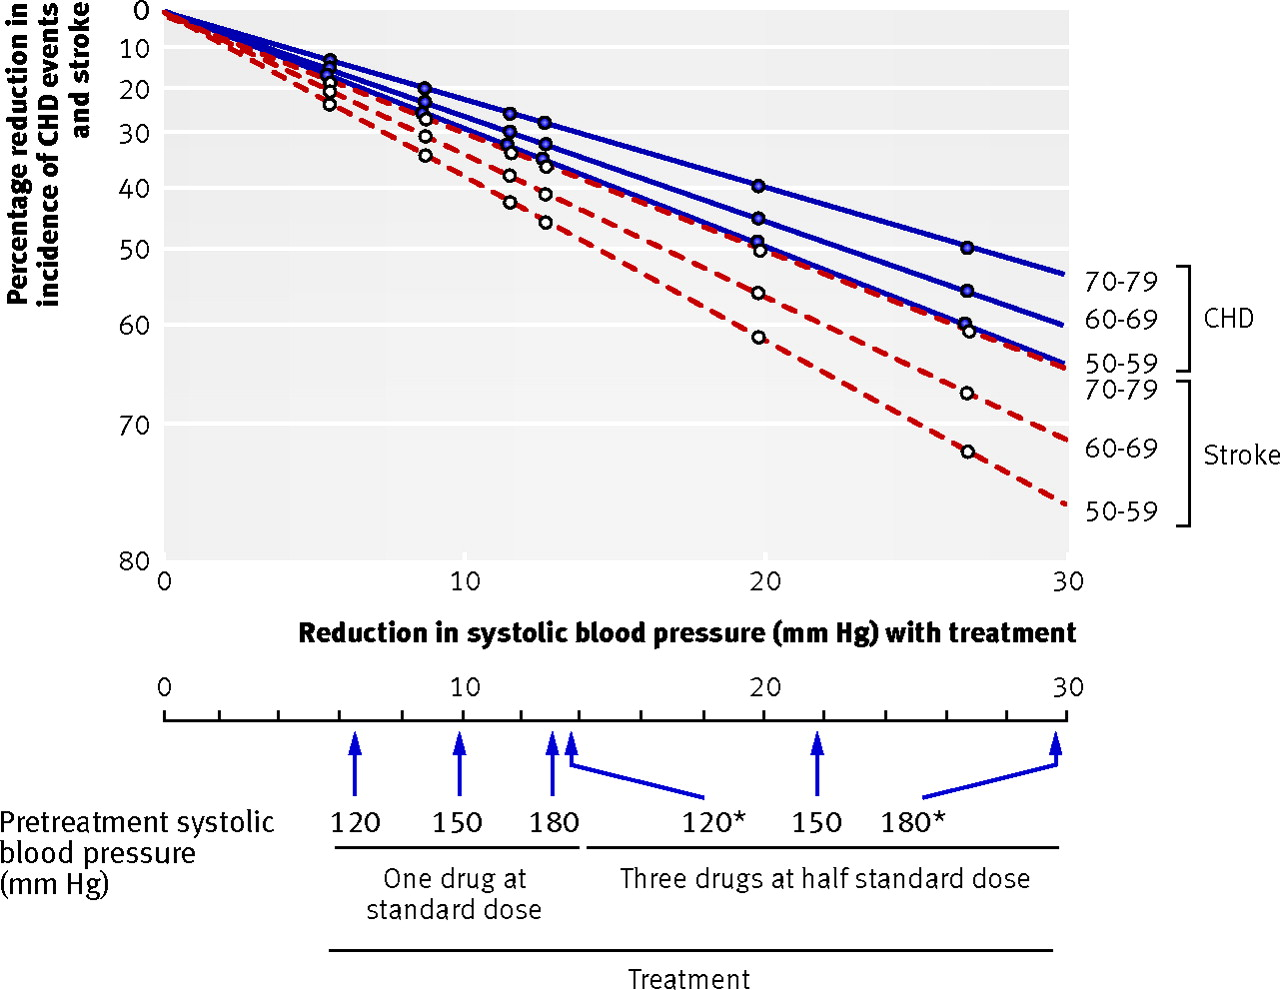 Percentage reduction in
incidence of CHD events
and stroke
0
10
20
30
40
50
60
70
80
0 10 20 30
70-79
60-69
50-59
CHD
70-79
60-69
50-59
Stroke
Reduction in systolic blood pressure (mm Hg) with treatment
0 10 20 30
Pretreatment systolic
blood pressure
(mm Hg)
120 150 180 120* 150 180*
One drug at
standard dose
Three drugs at half standard dose
Treatment